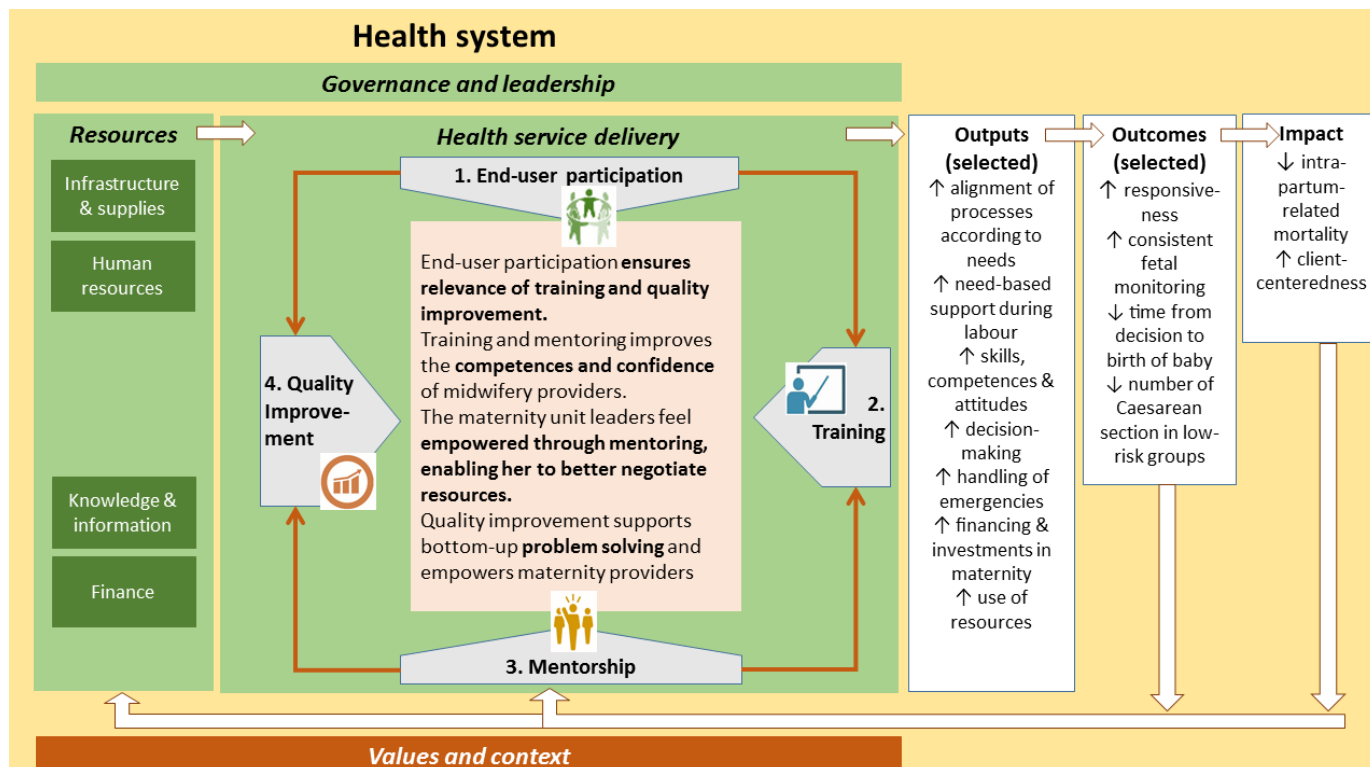 Health system
Governance and leadership
Resources
Infrastructure
& supplies
Human
resources
Knowledge &
information
Finance
Health service delivery
1. End-user participation
End-user participation ensures
relevance of training and quality
improvement.
Training and mentoring improves
the competences and confidence
of midwifery providers.
The maternity unit leaders feel
empowered through mentoring,
enabling her to better negotiate
resources.
Quality improvement supports
bottom-up problem solving and
empowers maternity providers
4. Quality
Improve-
ment
2.
Training
3. Mentorship
Outputs
(selected)
↑ alignment of
processes
according to
needs
↑ need-based
support during
labour
↑ skills,
competences &
attitudes
↑ decision-
making
↑ handling of
emergencies
↑ financing &
investments in
maternity
↑ use of
resources
Outcomes
(selected)
↑ responsive-
ness
↑ consistent
fetal
monitoring
↓ time from
decision to
birth of baby
↓ number of
Caesarean
section in low-
risk groups
Impact
↓ intra-
partum-
related
mortality
↑ client-
centeredness
Values and context